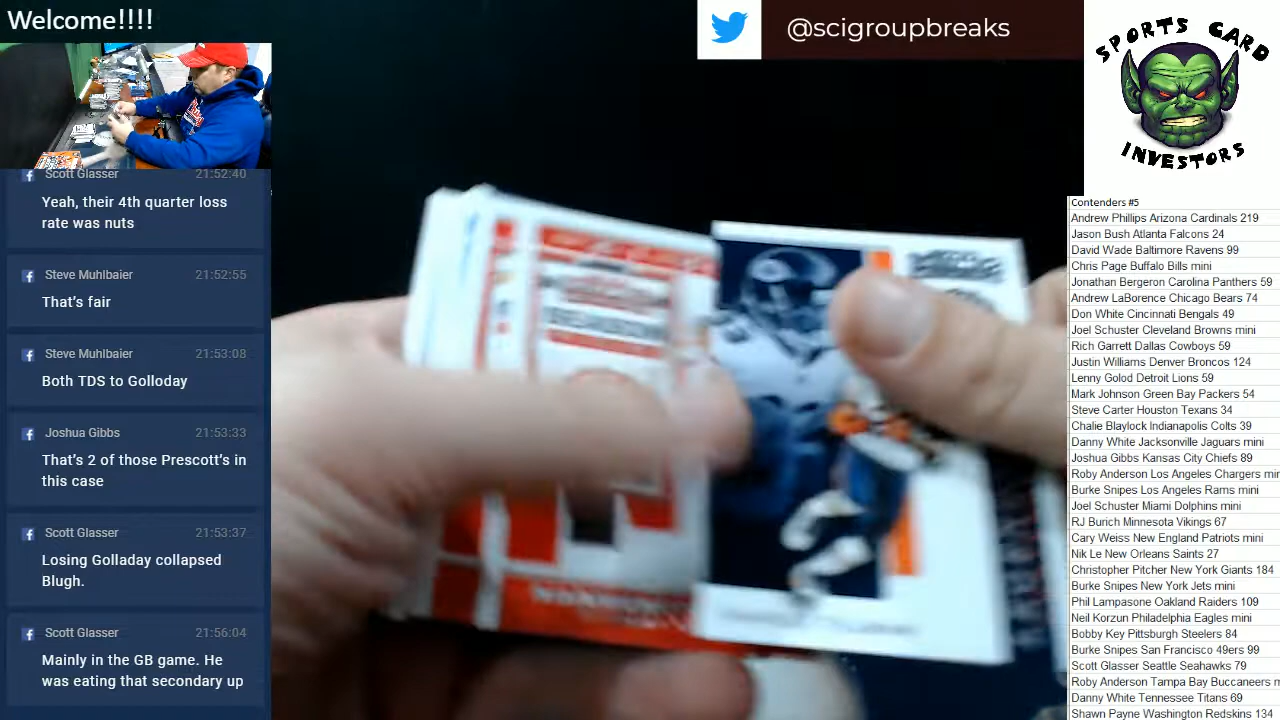 Welcome!!!!
@scigroupbreaks
SPORTS CARD
INVESTORS
Scott Glasser 21:52:40
Yeah, their 4th quarter loss
rate was nuts
Steve Muhlbaier 21:52:55
That's fair
Steve Muhlbaier 21:53:08
Both TDS to Golloday
Joshua Gibbs 21:53:33
That's 2 of those Prescott's in
this case
Scott Glasser 21:53:37
Losing Golladay collapsed
Blugh.
Scott Glasser 21:56:04
Mainly in the GB game. He
was eating that secondary up
Contenders #5
Andrew Phillips Arizona Cardinals 219
Jason Bush Atlanta Falcons 24
David Wade Baltimore Ravens 99
Chris Page Buffalo Bills mini
Jonathan Bergeron Carolina Panthers 59
Andrew LaBorence Chicago Bears 74
Don White Cincinnati Bengals 49
Joel Schuster Cleveland Browns mini
Rich Garrett Dallas Cowboys 59
Justin Williams Denver Broncos 124
Lenny Golod Detroit Lions 59
Mark Johnson Green Bay Packers 54
Steve Carter Houston Texans 34
Chalie Blaylock Indianapolis Colts 39
Danny White Jacksonville Jaguars mini
Joshua Gibbs Kansas City Chiefs 89
Roby Anderson Los Angeles Chargers mir
Burke Snipes Los Angeles Rams mini
Joel Schuster Miami Dolphins mini
RJ Burich Minnesota Vikings 67
Cary Weiss New England Patriots mini
Nik Le New Orleans Saints 27
Christopher Pitcher New York Giants 184
Burke Snipes New York Jets mini
Phil Lampasone Oakland Raiders 109
Neil Korzun Philadelphia Eagles mini
Bobby Key Pittsburgh Steelers 84
Burke Snipes San Francisco 49ers 99
Scott Glasser Seattle Seahawks 79
Roby Anderson Tampa Bay Buccaneers m
Danny White Tennessee Titans 69
Shawn Payne Washington Redskins 134